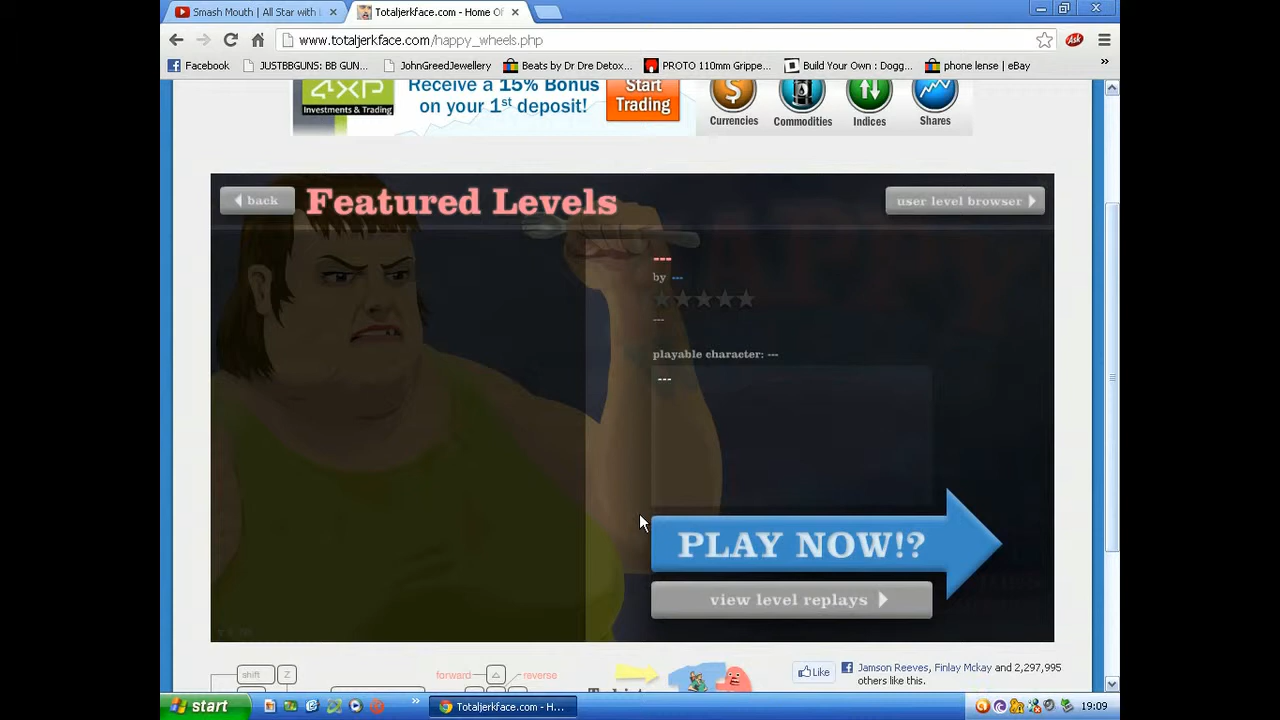 Smash Mouth | All Star with L
Totaljerkface.com - Home Of
www.totaljerkface.com/happy_wheels.php
Facebook
JUSTBBGUNS: BB GUN...
JohnGreedJewellery
Beats by Dr Dre Detox...
PROTO 110mm Grippe...
Build Your Own : Dogg...
phone lense | eBay
Ask
4XP
Investments & Trading
Receive a 15% Bonus
on your 1st deposit!
Start
Trading
Currencies
Commodities
Indices
Shares
back
Featured Levels
user level browser
---
by ---
---
playable character: ---
---
PLAY NOW!?
view level replays
shift
Z
forward
reverse
Like
Jamson Reeves, Finlay Mckay and 2,297,995
others like this.
start
Totaljerkface.com - H...
19:09